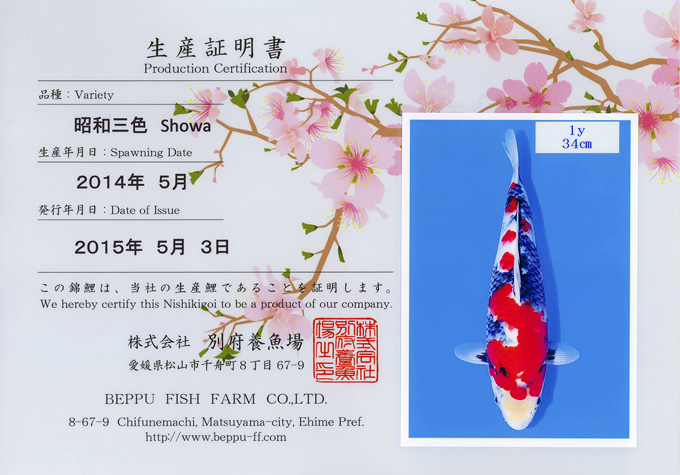 生産証明書
Production Certification
品種：Variety
昭和三色 Showa
生産年月日：Spawning Date
2014年 5月
発行年月日：Date of Issue
2015年 5月 3日
この錦鯉は、当社の生産鯉であることを証明します。
We hereby certify this Nishikigoi to be a product of our company.
株式会社 別府養魚場
愛媛県松山市千舟町８丁目67-9
株式会社
別府養魚
場之印
BEPPU FISH FARM CO.,LTD.
8-67-9 Chifunemachi, Matsuyama-city, Ehime Pref.
http://www.beppu-ff.com
1y
34cm